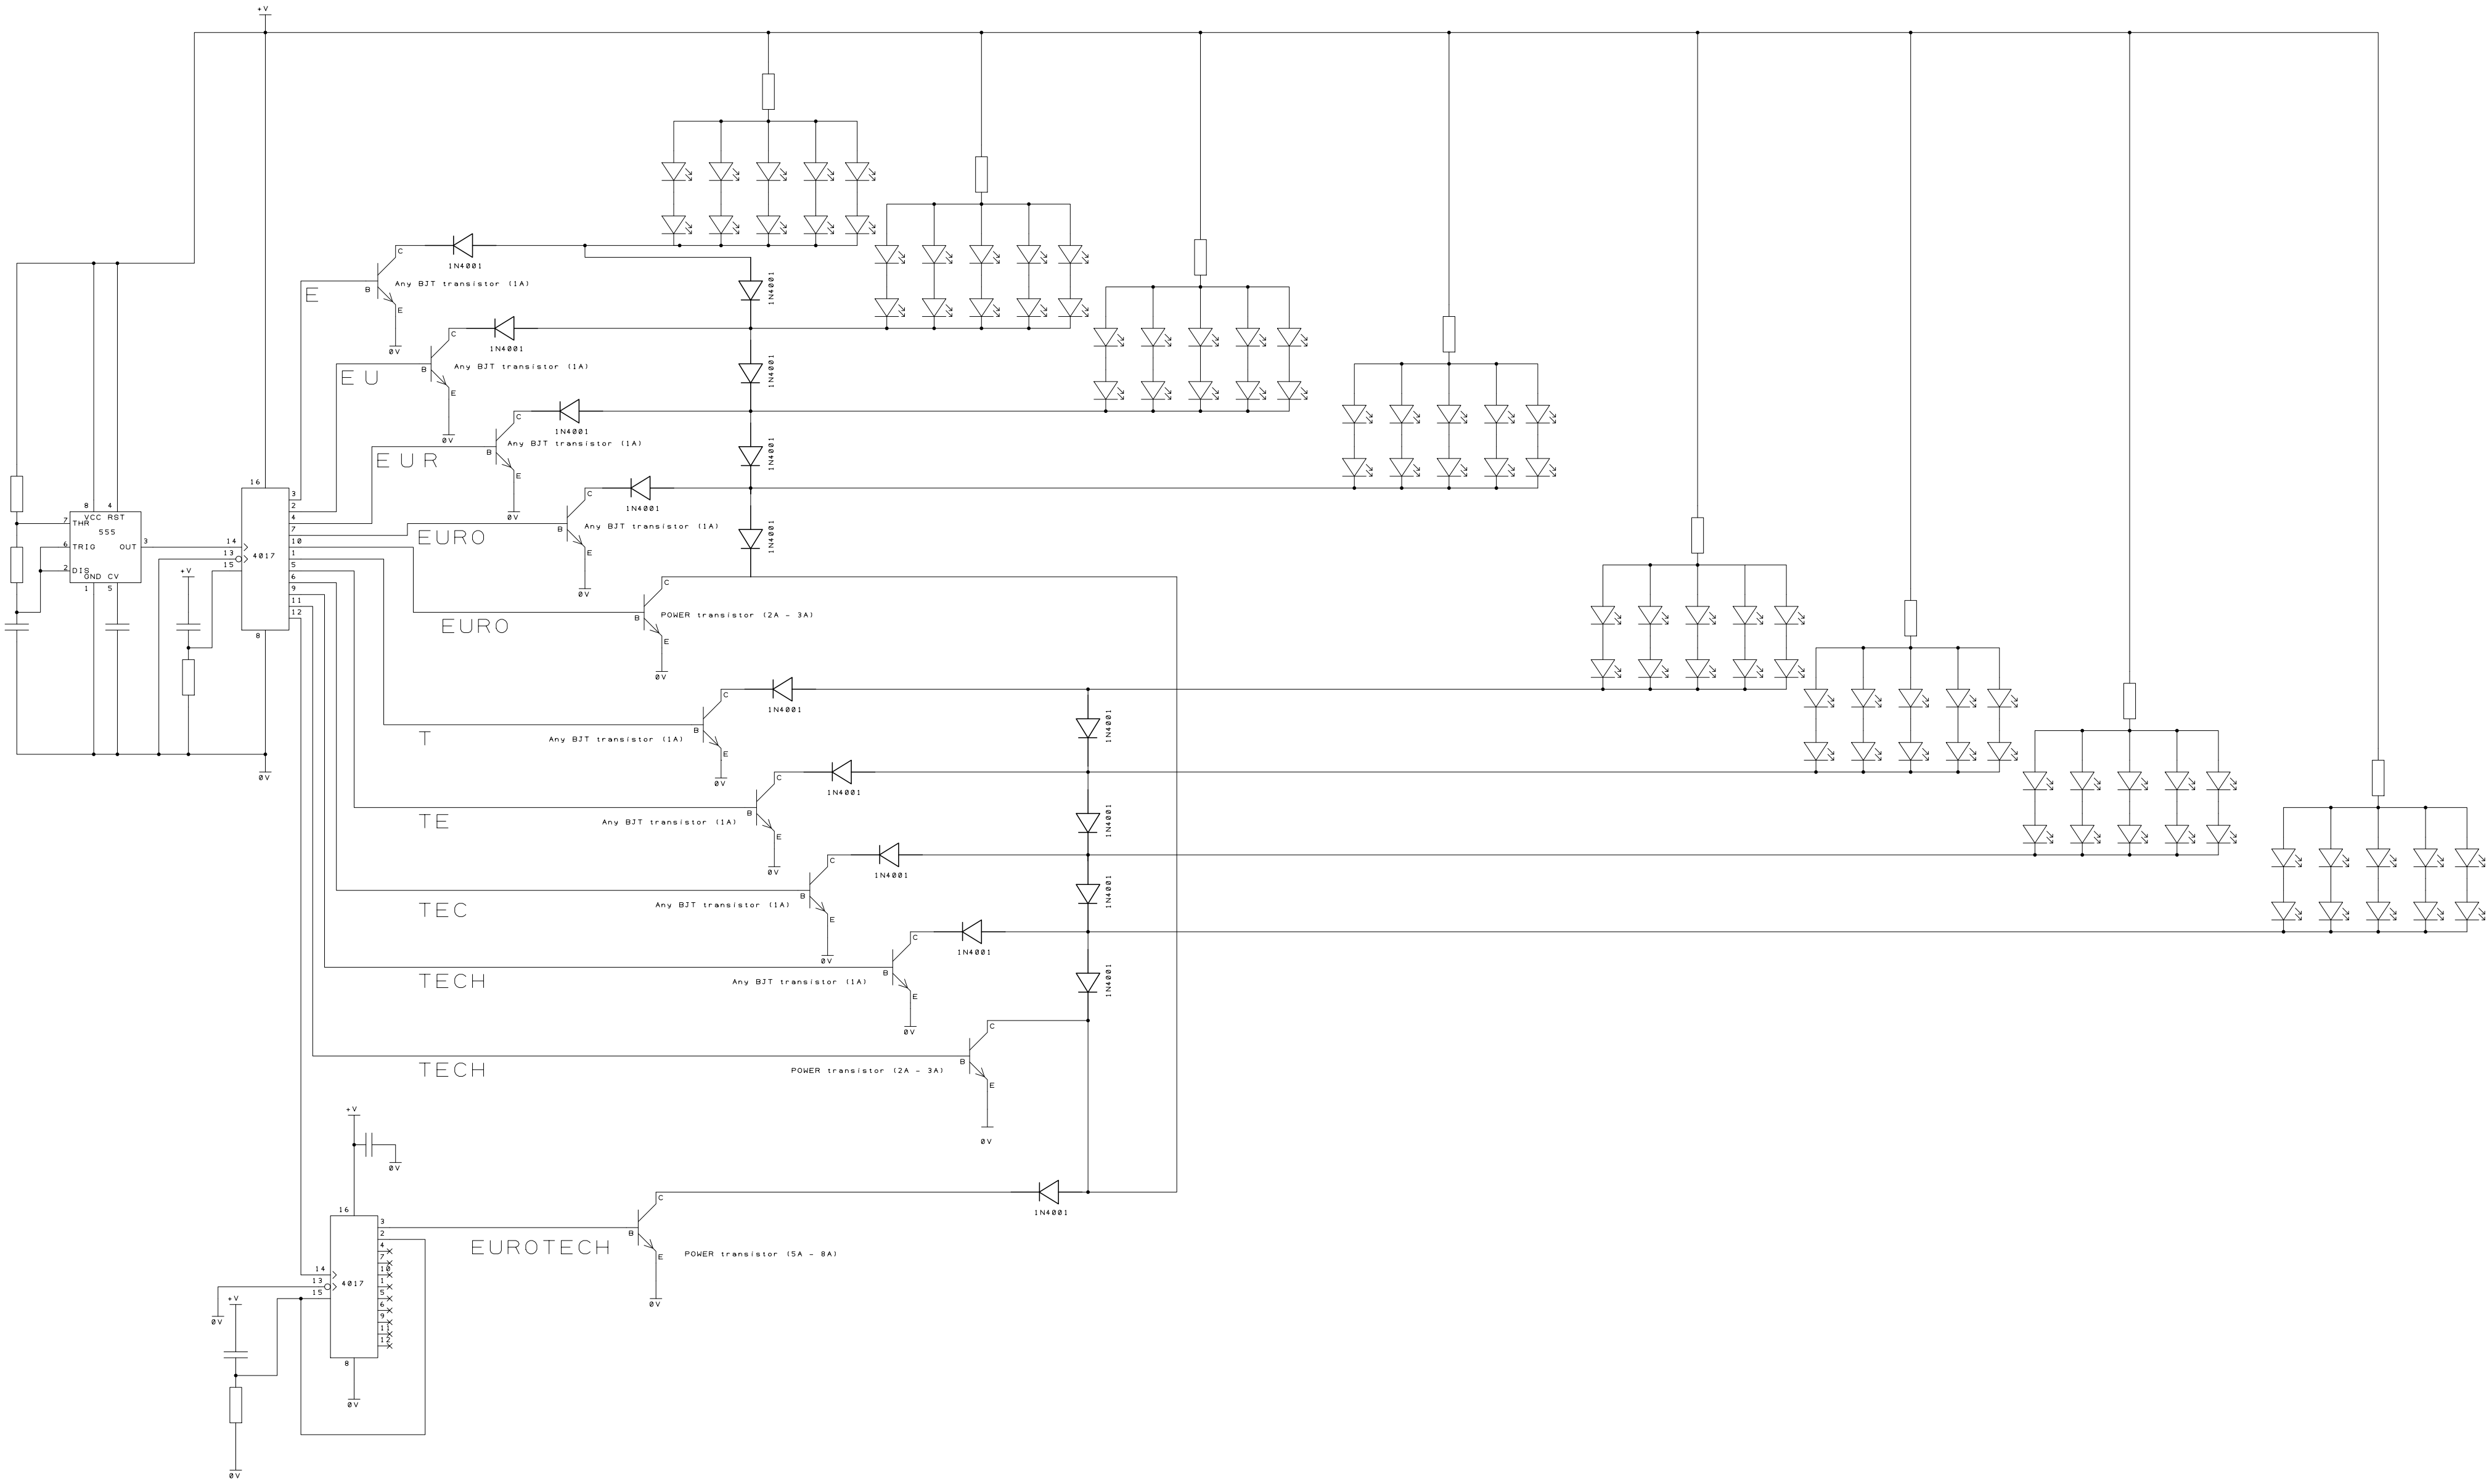 +V
1N4001
C
B
E
0V
E
Any BJT transistor (1A)
1N4001
1N4001
C
B
E
0V
EU
Any BJT transistor (1A)
1N4001
1N4001
C
B
E
0V
EUR
Any BJT transistor (1A)
1N4001
1N4001
C
B
E
0V
EURO
Any BJT transistor (1A)
1N4001
8 4
VCC RST
7 THR
555
6 TRIG OUT 3
2 DIS
GND CV
1 5
+V
16
14
13
15
4017
3
2
4
7
10
1
5
6
9
11
12
8
0V
C
B
E
0V
EURO
POWER transistor (2A - 3A)
C
B
E
0V
T
Any BJT transistor (1A)
1N4001
1N4001
C
B
E
0V
TE
Any BJT transistor (1A)
1N4001
1N4001
C
B
E
0V
TEC
Any BJT transistor (1A)
1N4001
1N4001
C
B
E
0V
TECH
Any BJT transistor (1A)
1N4001
1N4001
C
B
E
0V
TECH
POWER transistor (2A - 3A)
+V
0V
16
14
13
15
4017
3
2
4
7
10
1
5
6
9
11
12
8
0V
0V
+V
0V
EUROTECH
C
B
E
0V
POWER transistor (5A - 8A)
1N4001